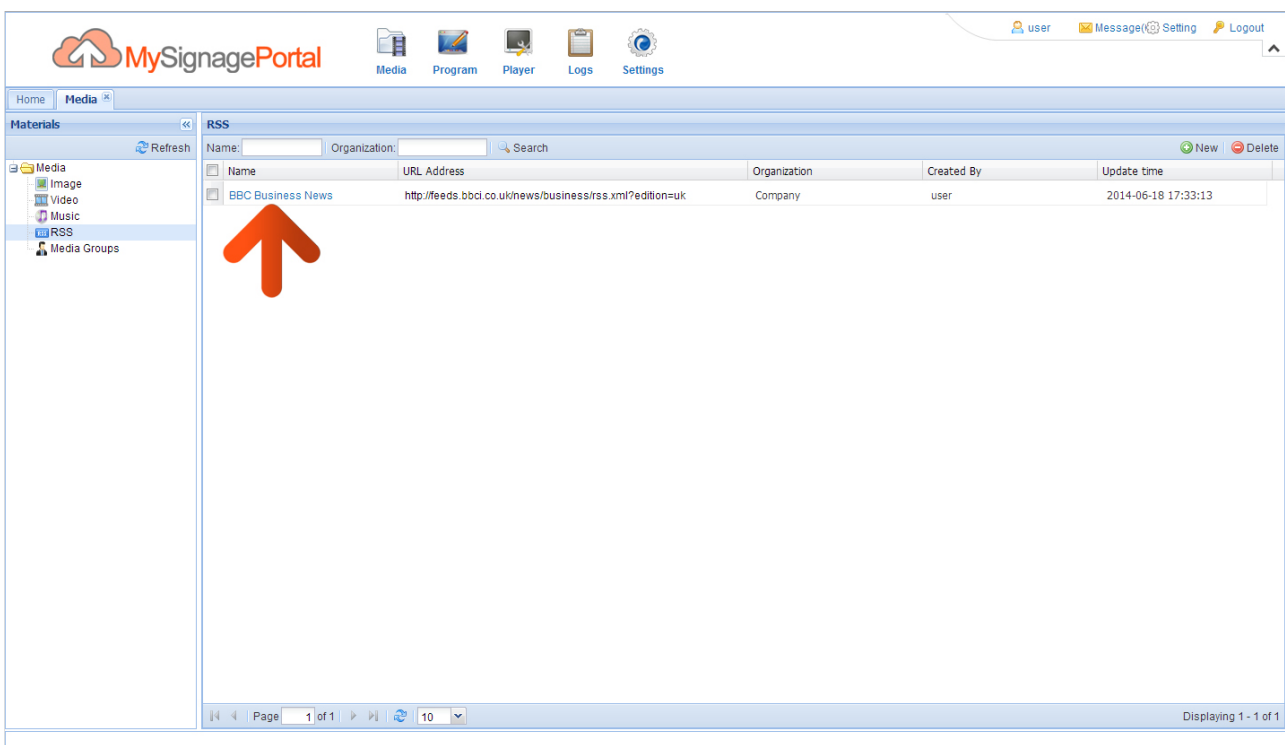 MySignagePortal
Media Program Player Logs Settings
user Message( Setting Logout
Home Media
Materials
Refresh
Media
Image
Video
Music
RSS
Media Groups
RSS
Name: Organization: Search New Delete
Name URL Address Organization Created By Update time
BBC Business News http://feeds.bbci.co.uk/news/business/rss.xml?edition=uk Company user 2014-06-18 17:33:13
Page 1 of 1 10 Displaying 1 - 1 of 1